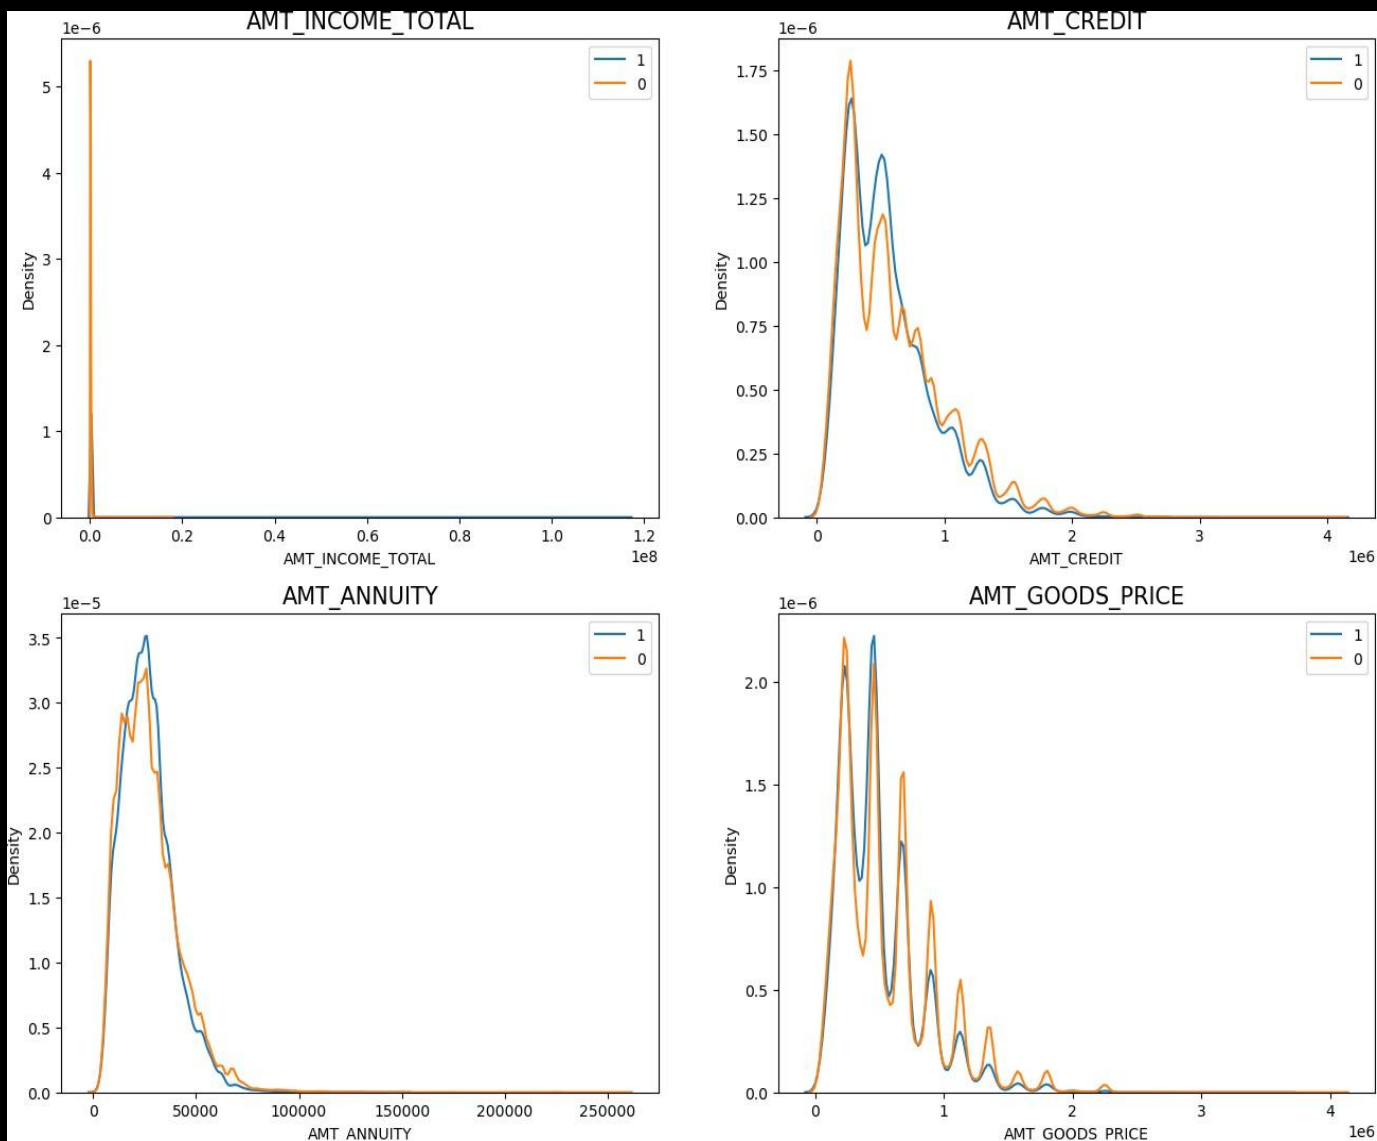 AMT_INCOME_TOTAL
1e−6
1
0
5
4
3
2
1
0
Density
0.0 0.2 0.4 0.6 0.8 1.0 1.2
1e8
AMT_INCOME_TOTAL
AMT_CREDIT
1e−6
1
0
1.75
1.50
1.25
1.00
0.75
0.50
0.25
0.00
Density
0 1 2 3 4
1e6
AMT_CREDIT
AMT_ANNUITY
1e−5
1
0
3.5
3.0
2.5
2.0
1.5
1.0
0.5
0.0
Density
0 50000 100000 150000 200000 250000
AMT_ANNUITY
AMT_GOODS_PRICE
1e−6
1
0
2.0
1.5
1.0
0.5
0.0
Density
0 1 2 3 4
1e6
AMT_GOODS_PRICE